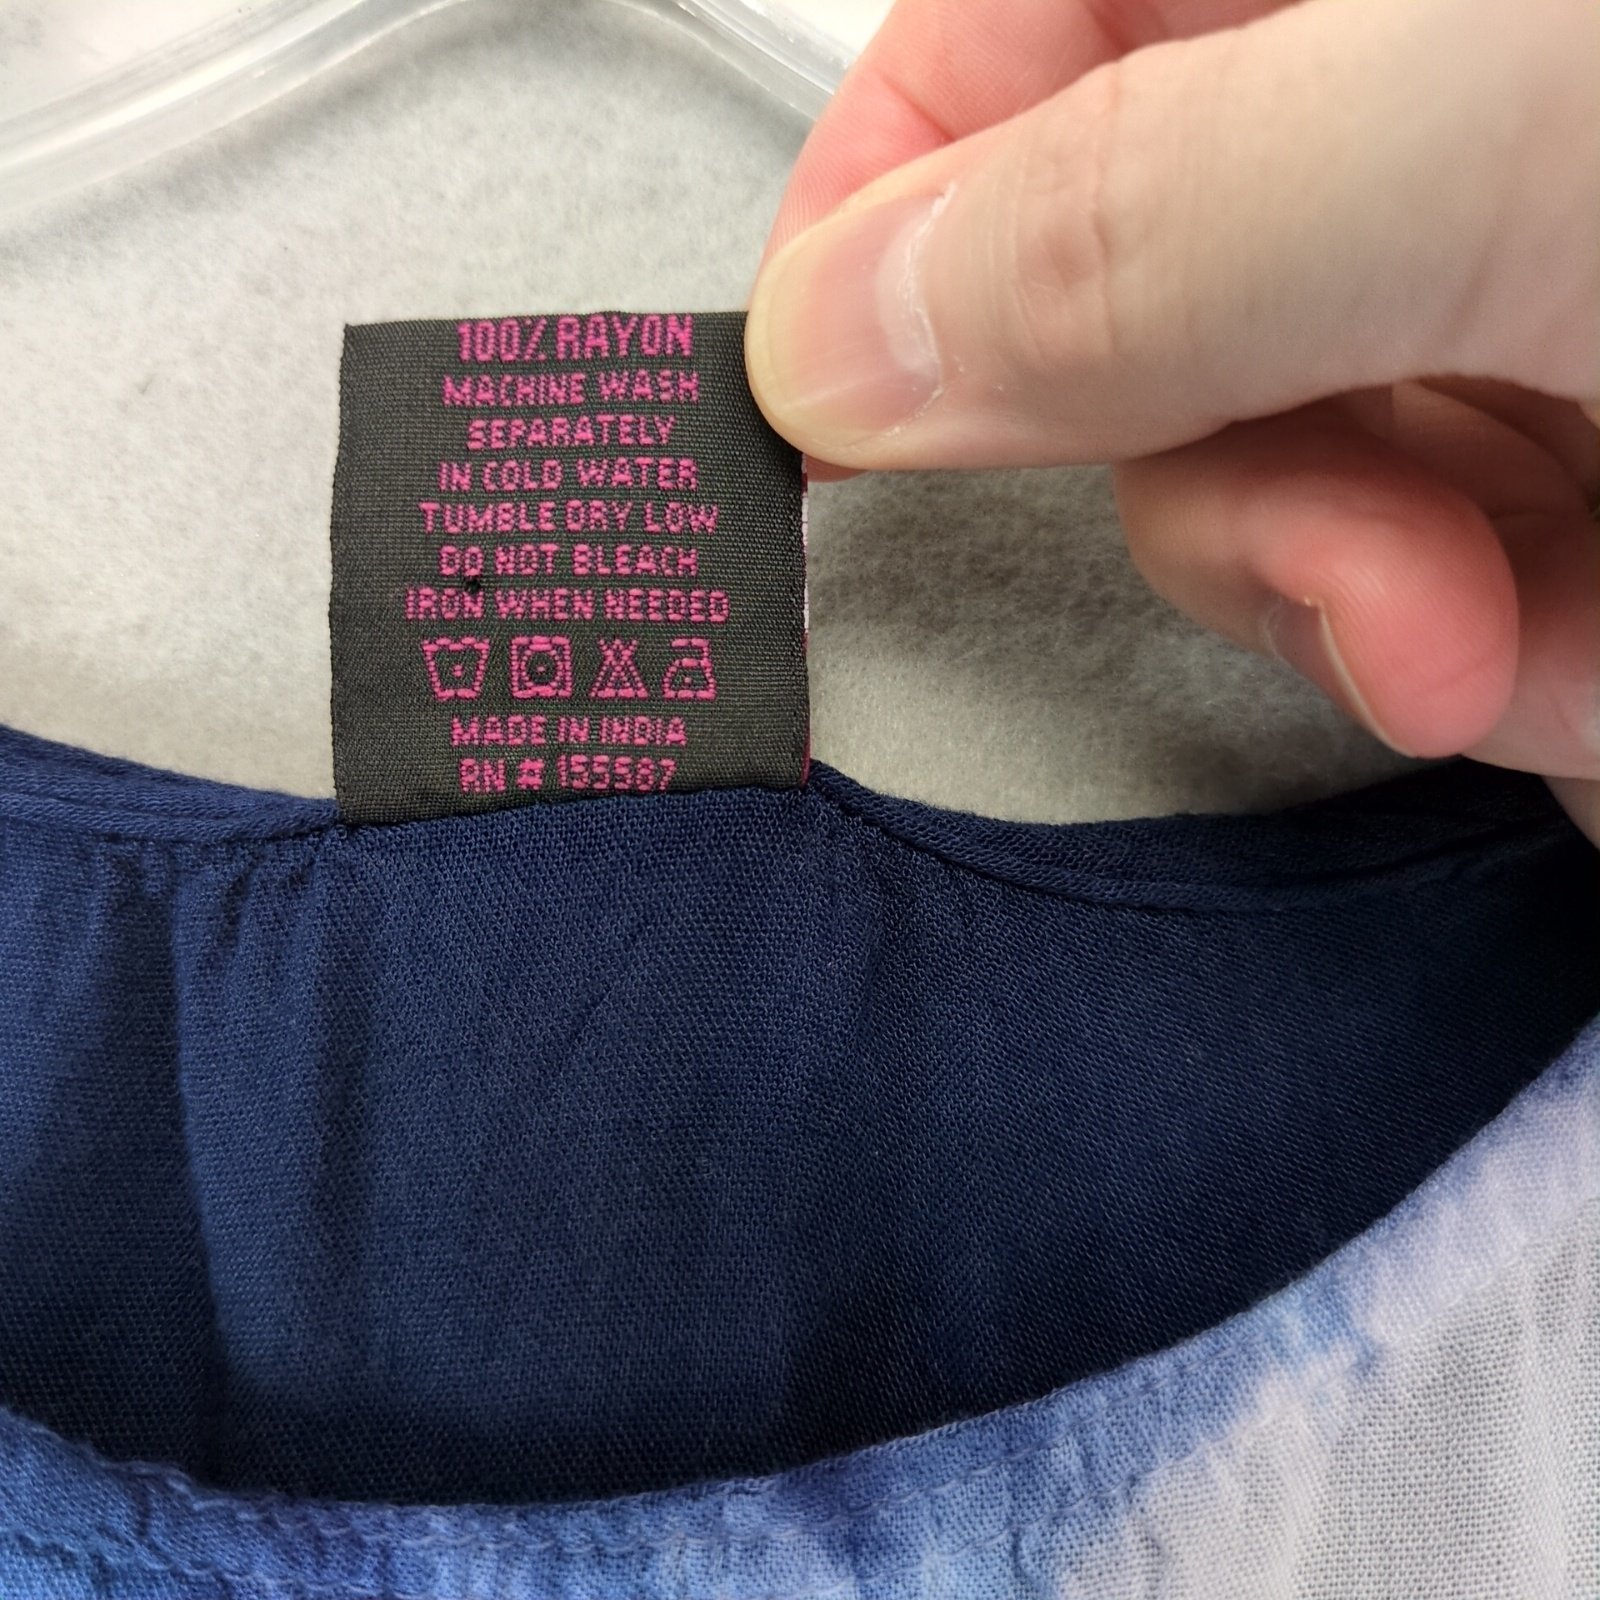 100% RAYON
MACHINE WASH
SEPARATELY
IN COLD WATER
TUMBLE DRY LOW
DO NOT BLEACH
IRON WHEN NEEDED
MADE IN INDIA
RN # 155587